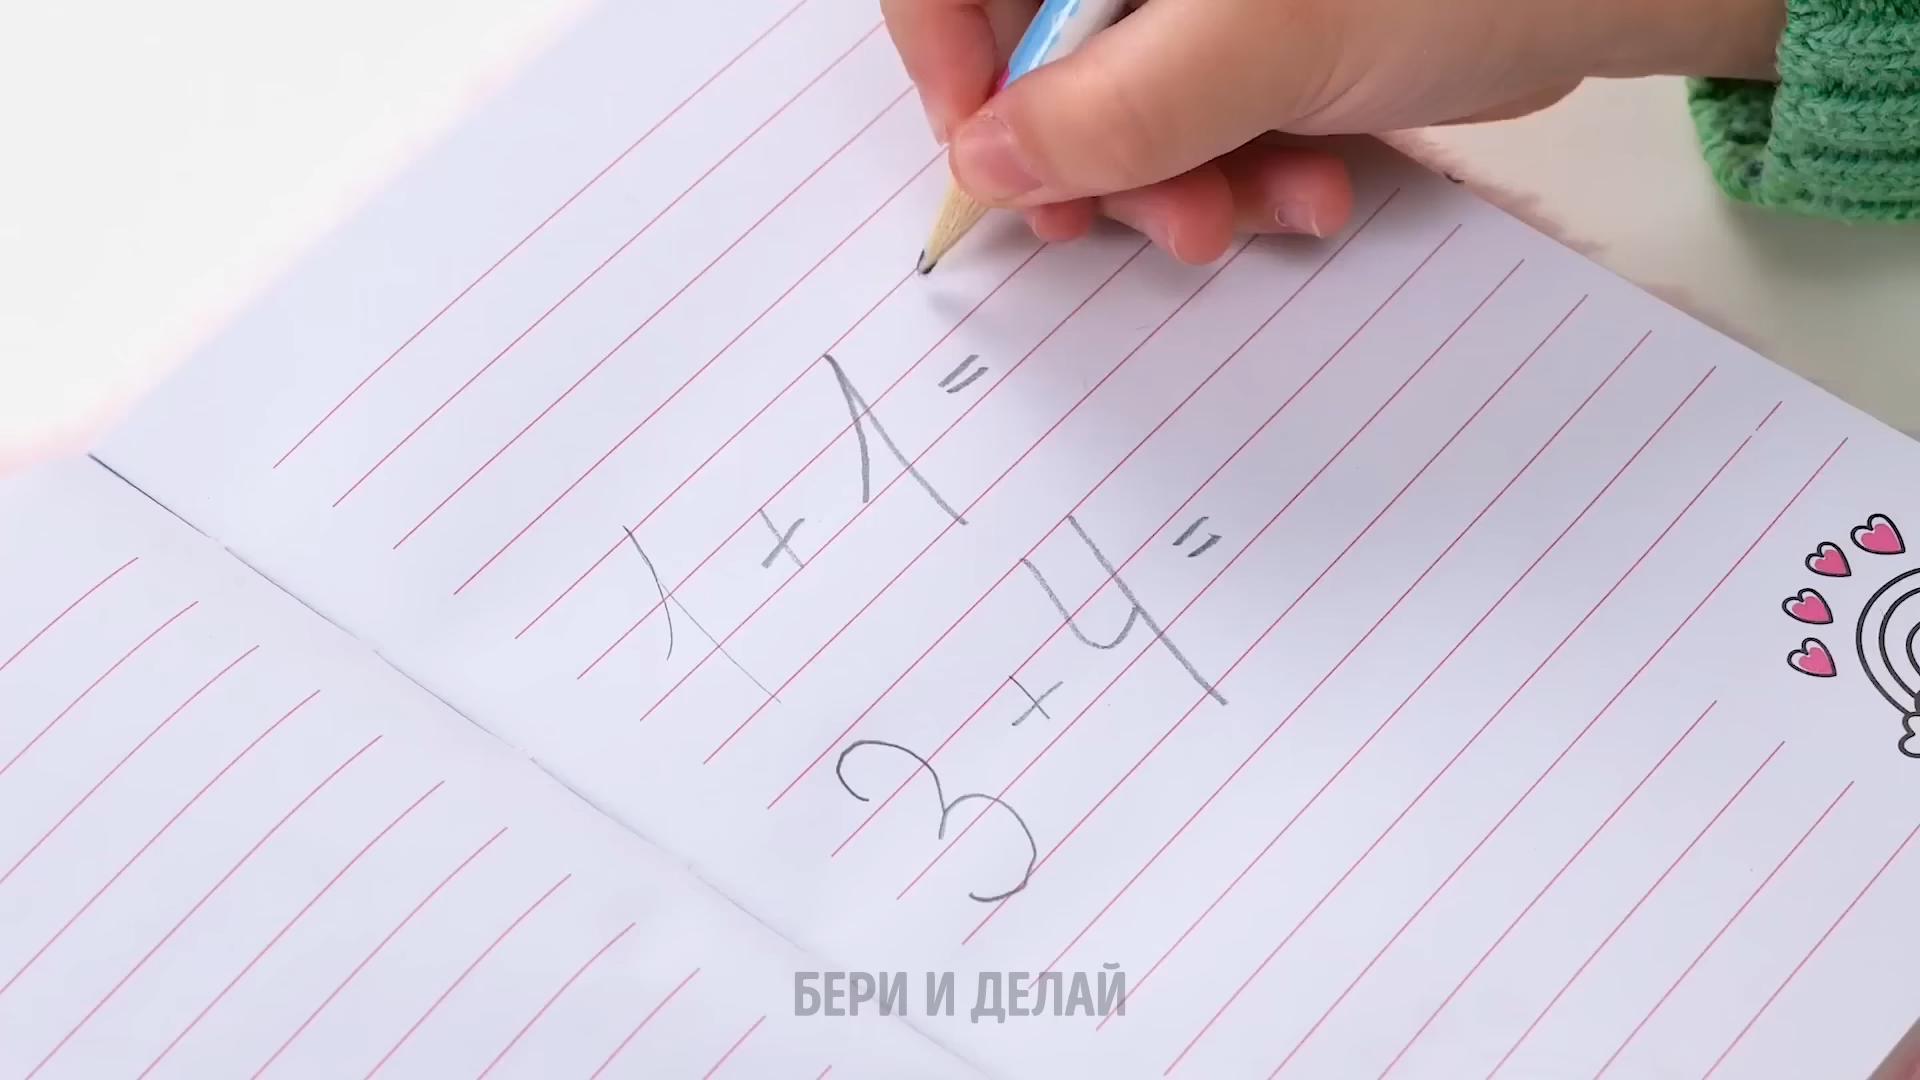 1 + 1 =
3 + 4 =
БЕРИ И ДЕЛАЙ